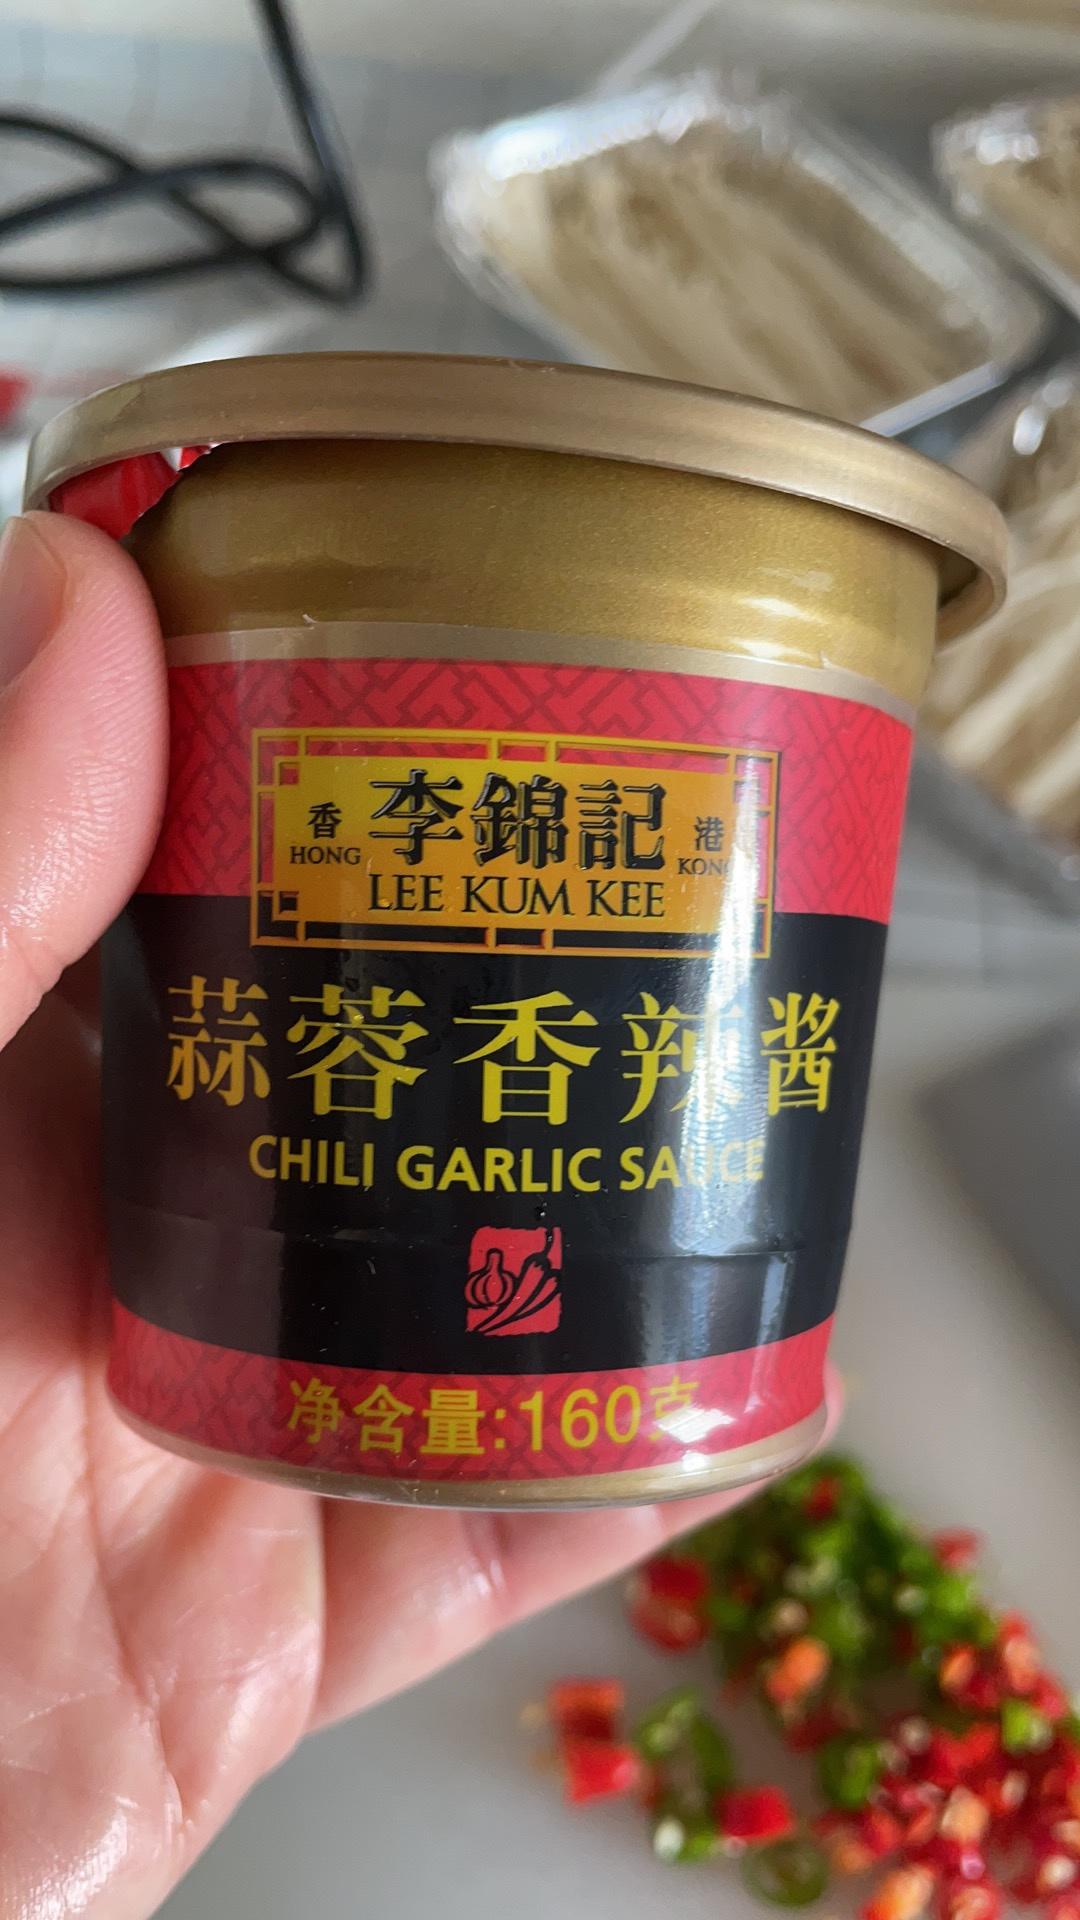 香 李錦記 港
HONG LEE KUM KEE KONG
蒜蓉香辣酱
CHILI GARLIC SAUCE
净含量:160克